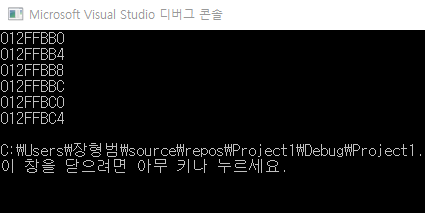 Microsoft Visual Studio 디버그 콘솔
012FFBB0
012FFBB4
012FFBB8
012FFBBC
012FFBC0
012FFBC4
C:₩Users₩장형범₩source₩repos₩Project1₩Debug₩Project1.
이 창을 닫으려면 아무 키나 누르세요.